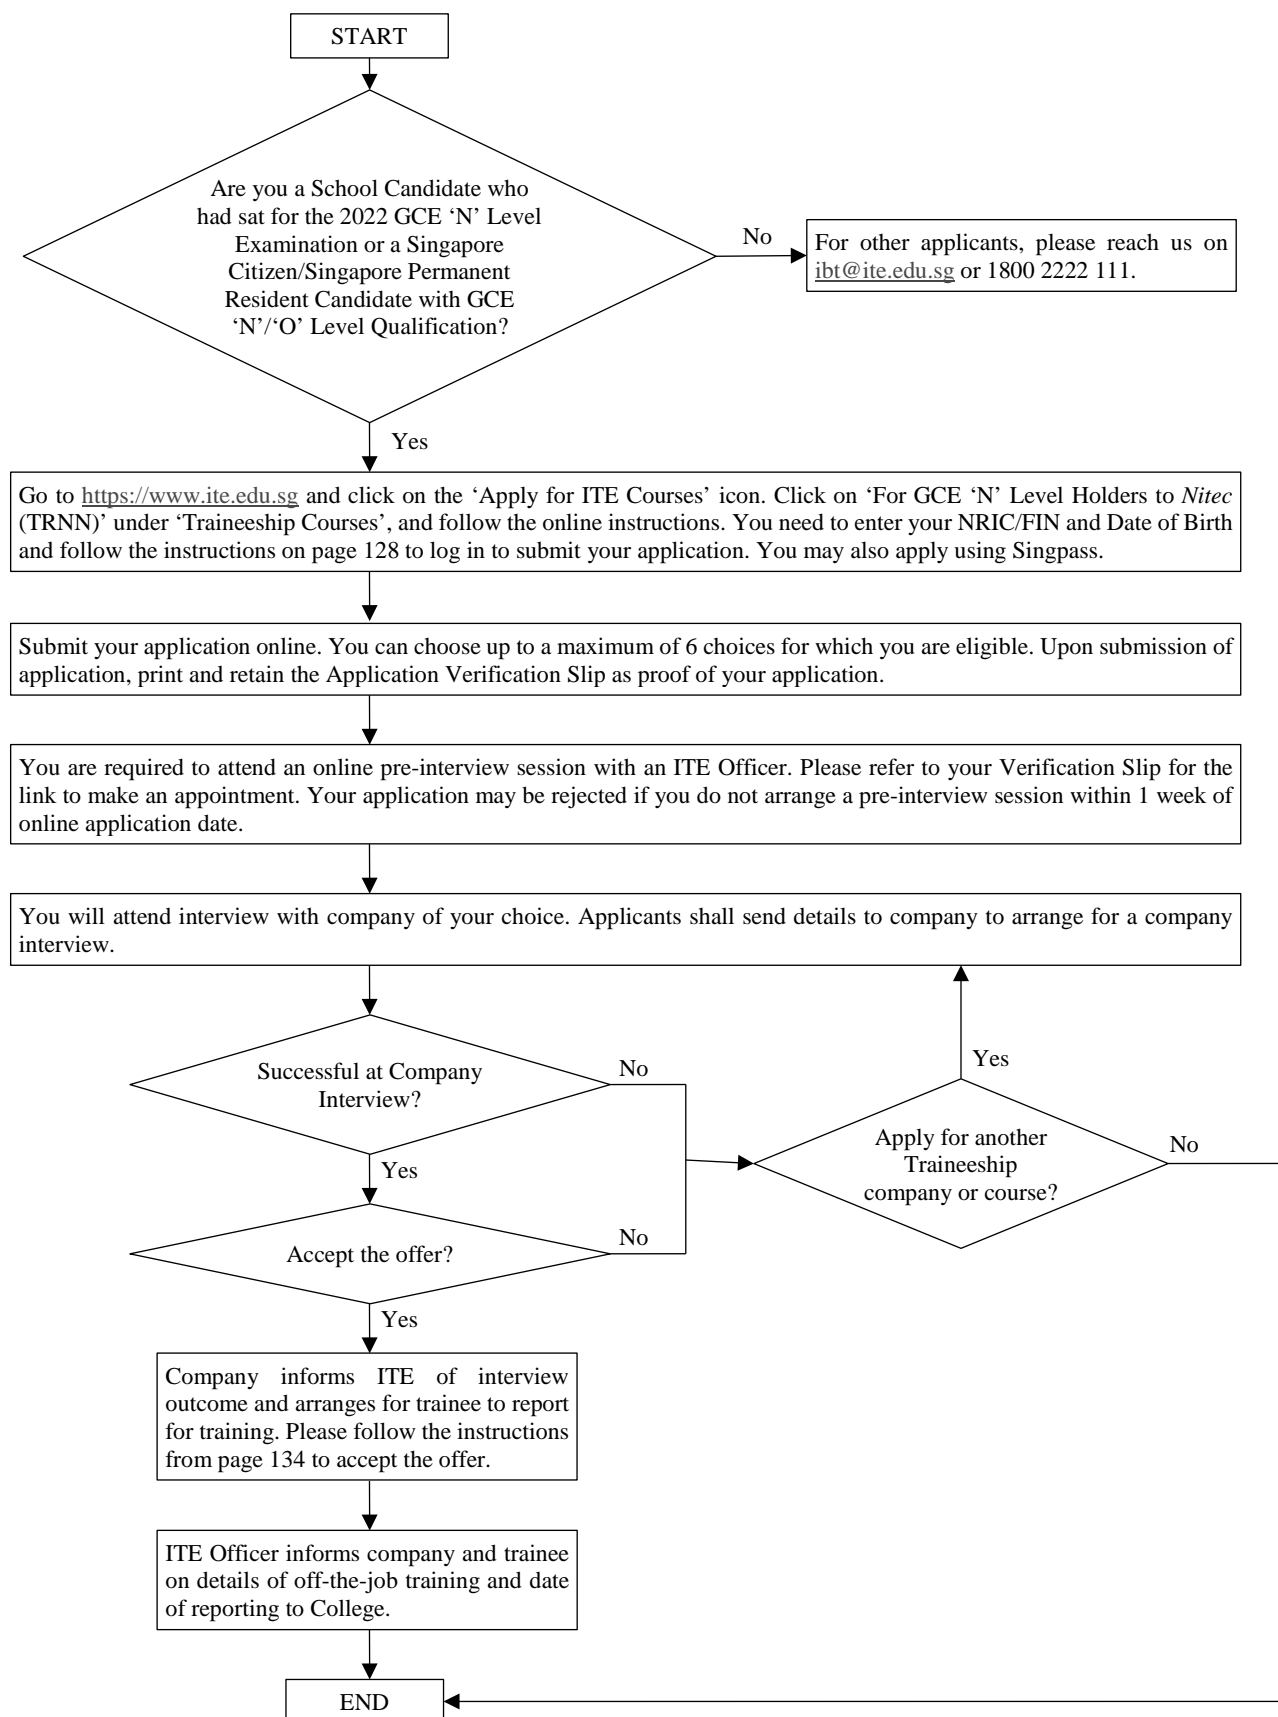 START
Are you a School Candidate who
had sat for the 2022 GCE ‘N’ Level
Examination or a Singapore
Citizen/Singapore Permanent
Resident Candidate with GCE
‘N’/‘O’ Level Qualification?
No
For other applicants, please reach us on
ibt@ite.edu.sg or 1800 2222 111.
Yes
Go to https://www.ite.edu.sg and click on the ‘Apply for ITE Courses’ icon. Click on ‘For GCE ‘N’ Level Holders to Nitec
(TRNN)’ under ‘Traineeship Courses’, and follow the online instructions. You need to enter your NRIC/FIN and Date of Birth
and follow the instructions on page 128 to log in to submit your application. You may also apply using Singpass.
Submit your application online. You can choose up to a maximum of 6 choices for which you are eligible. Upon submission of
application, print and retain the Application Verification Slip as proof of your application.
You are required to attend an online pre-interview session with an ITE Officer. Please refer to your Verification Slip for the
link to make an appointment. Your application may be rejected if you do not arrange a pre-interview session within 1 week of
online application date.
You will attend interview with company of your choice. Applicants shall send details to company to arrange for a company
interview.
Successful at Company
Interview?
No
Yes
Apply for another
Traineeship
company or course?
Yes
No
Accept the offer?
No
Yes
Company informs ITE of interview
outcome and arranges for trainee to report
for training. Please follow the instructions
from page 134 to accept the offer.
ITE Officer informs company and trainee
on details of off-the-job training and date
of reporting to College.
END